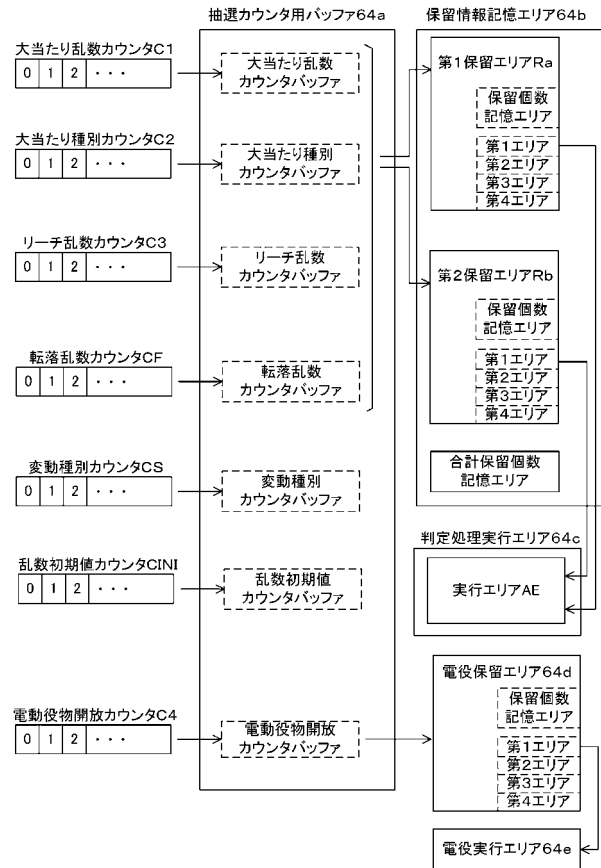 抽選カウンタ用バッファ64a
保留情報記憶エリア64b
大当たり乱数カウンタC1
0 1 2 ・・・
大当たり乱数
カウンタバッファ
第1保留エリアRa
保留個数
記憶エリア
第1エリア
第2エリア
第3エリア
第4エリア
大当たり種別カウンタC2
0 1 2 ・・・
大当たり種別
カウンタバッファ
リーチ乱数カウンタC3
0 1 2 ・・・
リーチ乱数
カウンタバッファ
第2保留エリアRb
保留個数
記憶エリア
第1エリア
第2エリア
第3エリア
第4エリア
転落乱数カウンタCF
0 1 2 ・・・
転落乱数
カウンタバッファ
変動種別カウンタCS
0 1 2 ・・・
変動種別
カウンタバッファ
合計保留個数
記憶エリア
判定処理実行エリア64c
実行エリアAE
乱数初期値カウンタCINI
0 1 2 ・・・
乱数初期値
カウンタバッファ
電動役物開放カウンタC4
0 1 2 ・・・
電動役物開放
カウンタバッファ
電役保留エリア64d
保留個数
記憶エリア
第1エリア
第2エリア
第3エリア
第4エリア
電役実行エリア64e